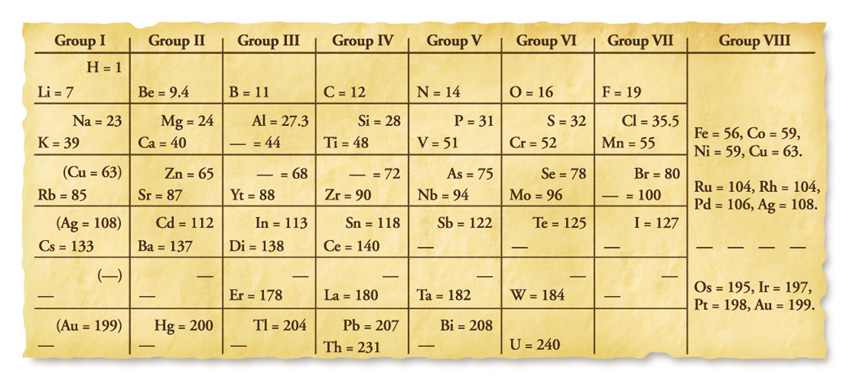 Group I Group II Group III Group IV Group V Group VI Group VII Group VIII
H = 1
Li = 7 Be = 9.4 B = 11 C = 12 N = 14 O = 16 F = 19
Na = 23 Mg = 24 Al = 27.3 Si = 28 P = 31 S = 32 Cl = 35.5
K = 39 Ca = 40 — = 44 Ti = 48 V = 51 Cr = 52 Mn = 55
Fe = 56, Co = 59,
Ni = 59, Cu = 63.
(Cu = 63) Zn = 65 — = 68 — = 72 As = 75 Se = 78 Br = 80
Rb = 85 Sr = 87 Yt = 88 Zr = 90 Nb = 94 Mo = 96 — = 100
Ru = 104, Rh = 104,
Pd = 106, Ag = 108.
(Ag = 108) Cd = 112 In = 113 Sn = 118 Sb = 122 Te = 125 I = 127
Cs = 133 Ba = 137 Di = 138 Ce = 140 — — — — — — —
(—) — — — — — —
— — Er = 178 La = 180 Ta = 182 W = 184 —
Os = 195, Ir = 197,
Pt = 198, Au = 199.
(Au = 199) Hg = 200 Tl = 204 Pb = 207 Bi = 208
— — — Th = 231 — U = 240